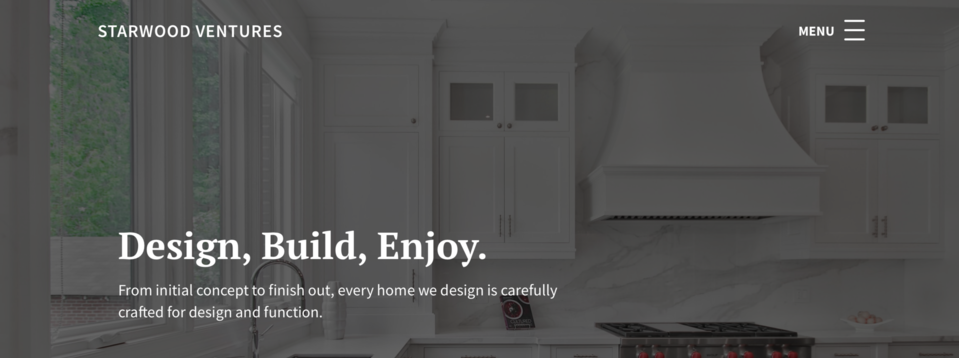 STARWOOD VENTURES
MENU
Design, Build, Enjoy.
From initial concept to finish out, every home we design is carefully
crafted for design and function.